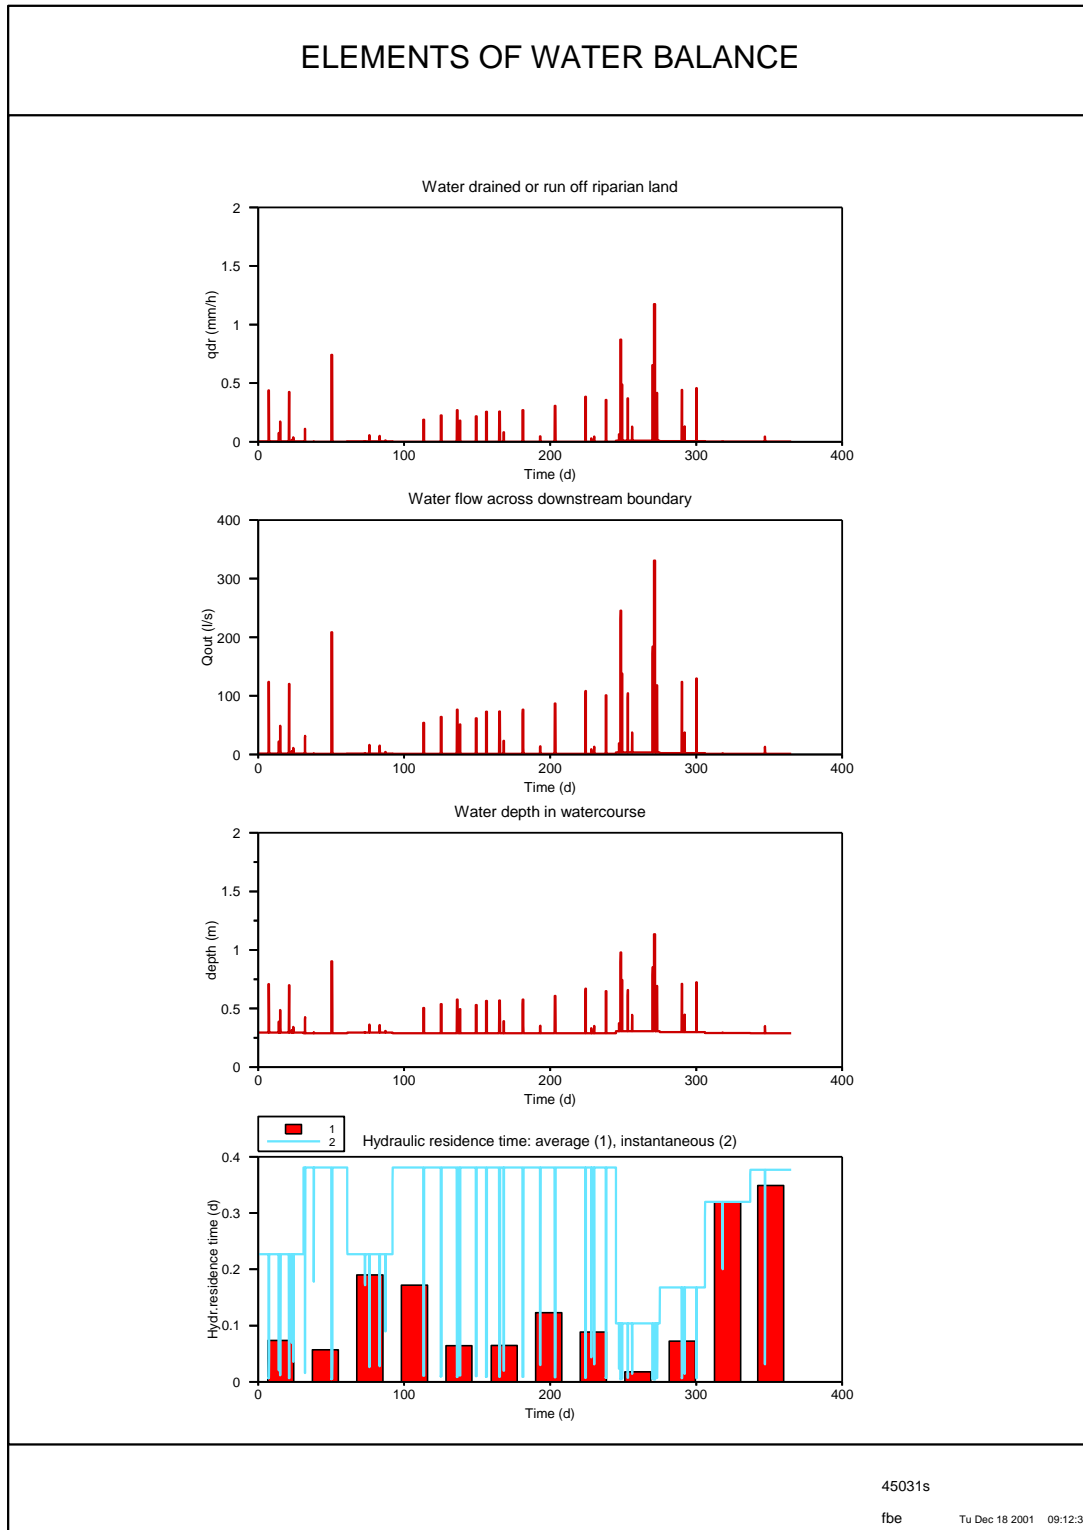 ELEMENTS OF WATER BALANCE
Water drained or run off riparian land
2
1.5
1
0.5
0
qdr (mm/h)
0 100 200 300 400
Time (d)
Water flow across downstream boundary
400
300
200
100
0
Qout (l/s)
0 100 200 300 400
Time (d)
Water depth in watercourse
2
1.5
1
0.5
0
depth (m)
0 100 200 300 400
Time (d)
1
2
Hydraulic residence time: average (1), instantaneous (2)
0.4
0.3
0.2
0.1
0
Hydr.residence time (d)
0 100 200 300 400
Time (d)
45031s
fbe Tu Dec 18 2001 09:12:3